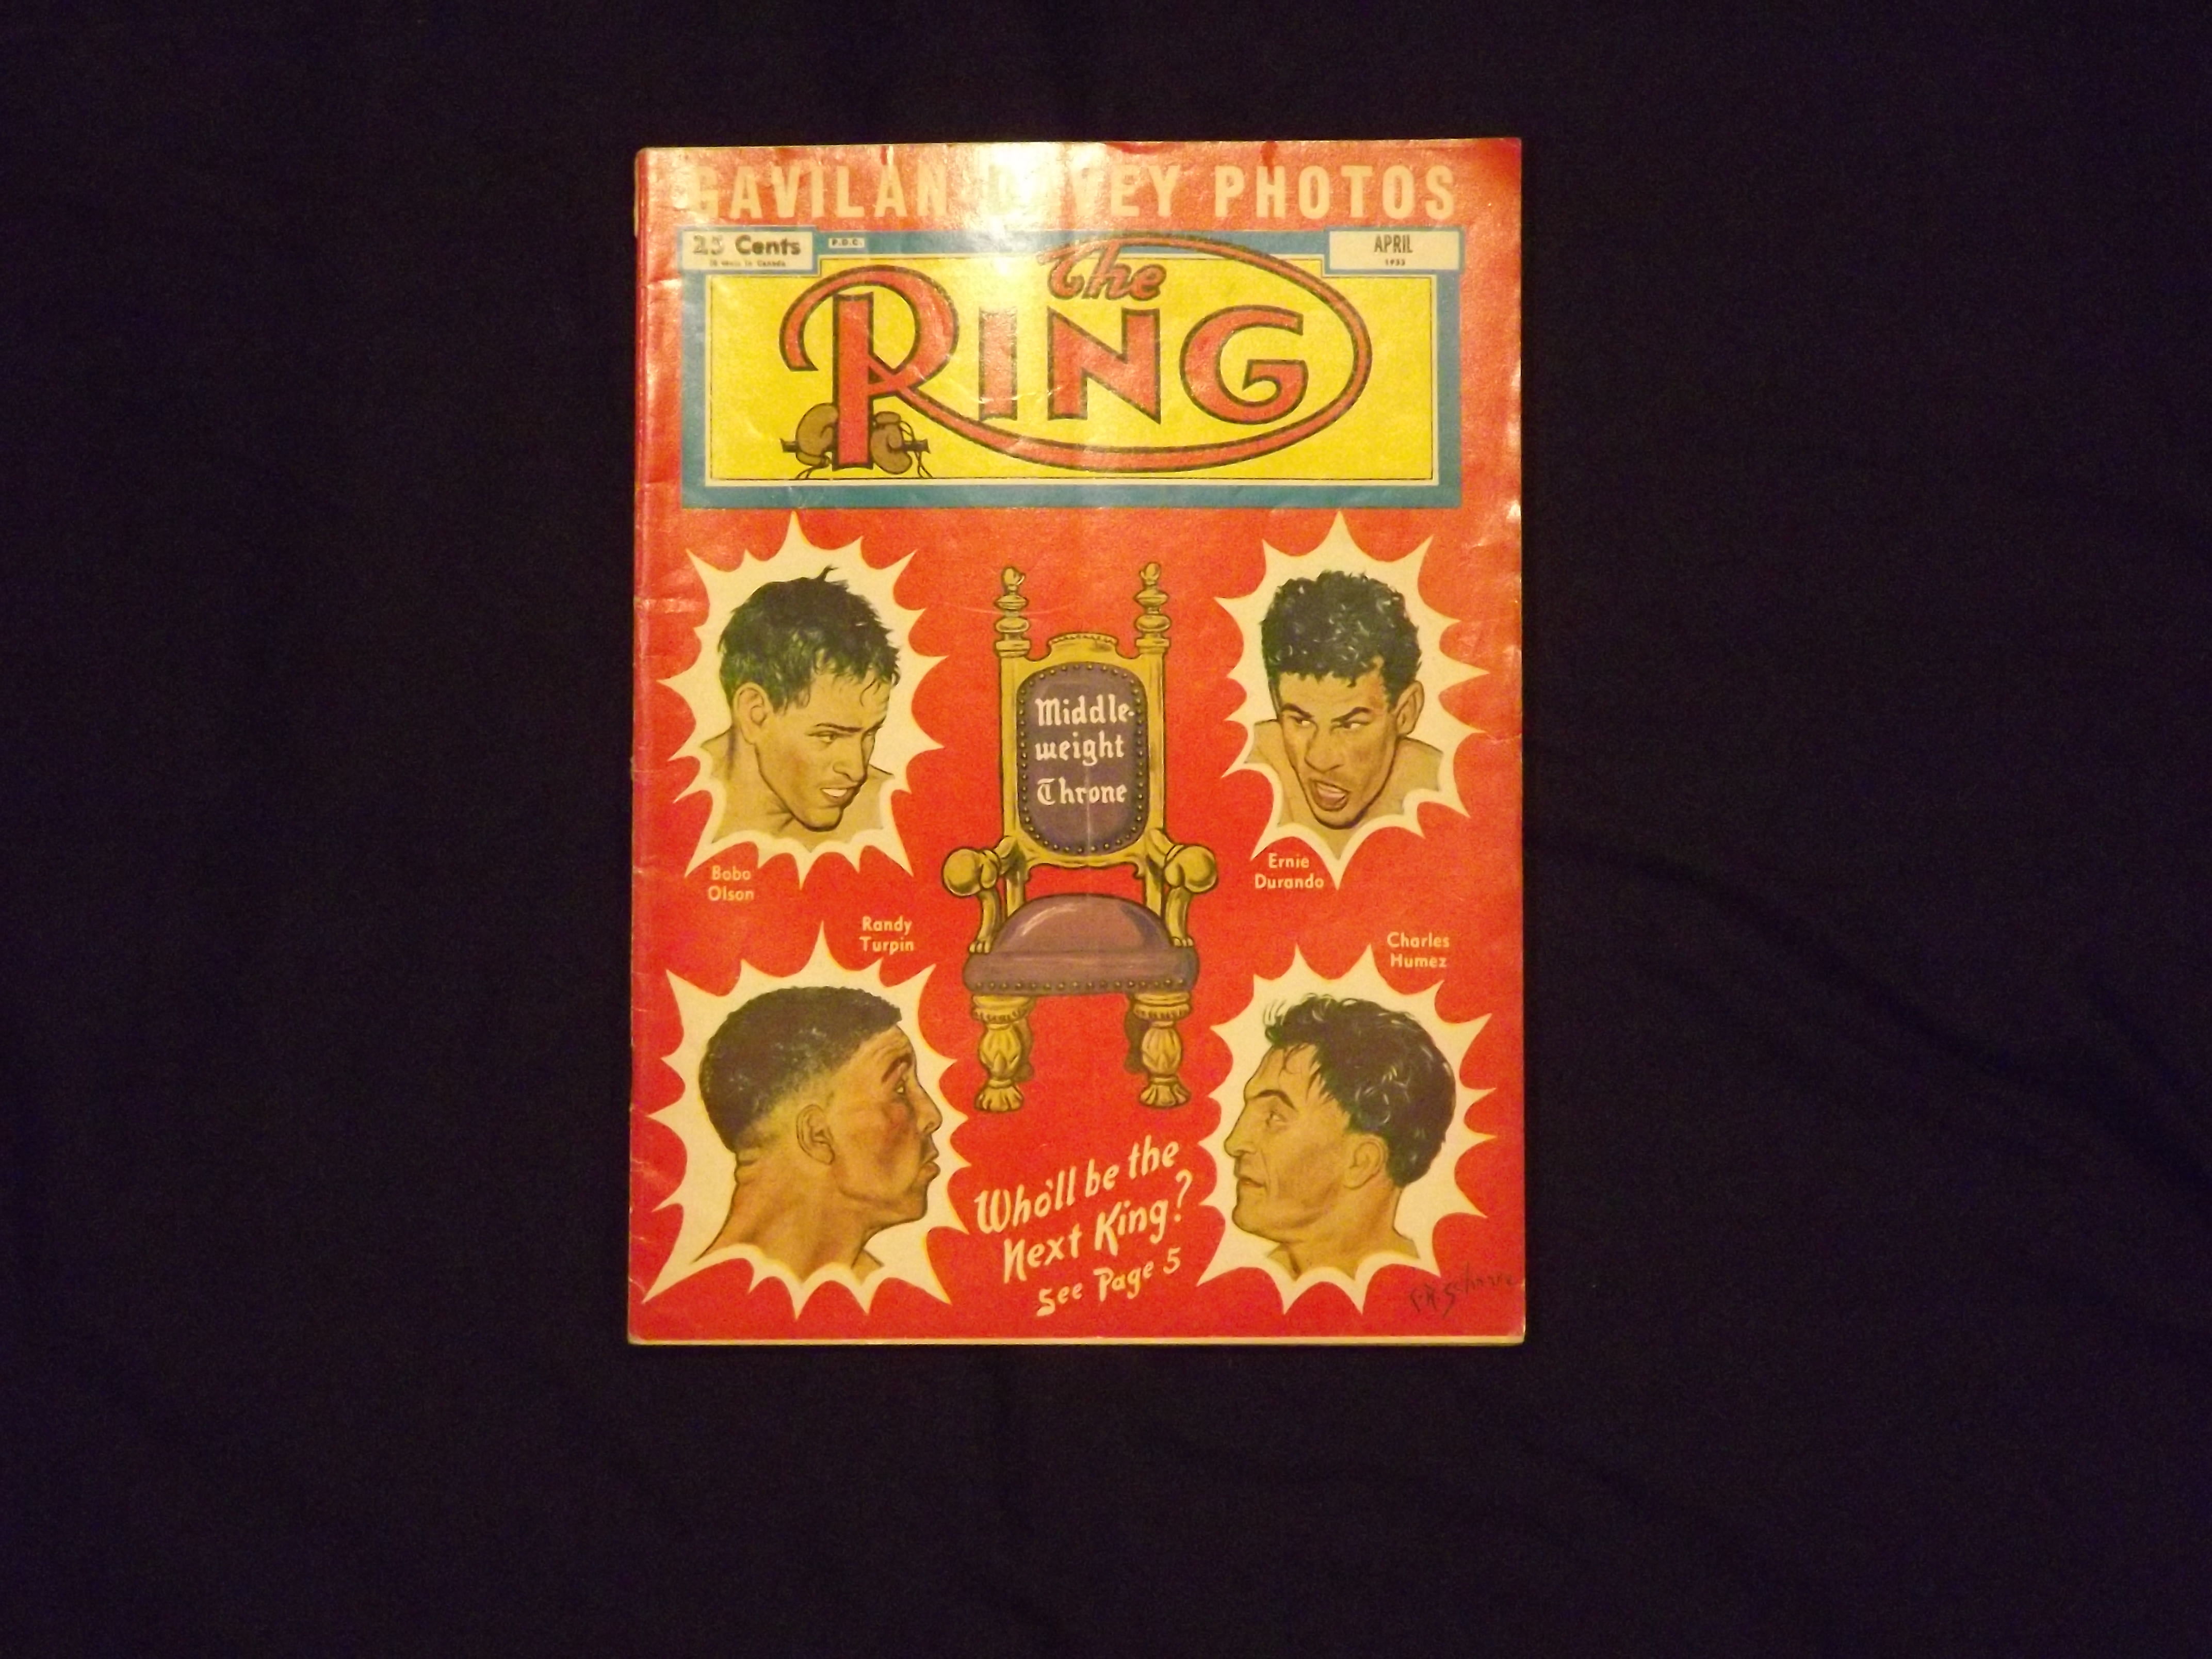 GAVILAN DAVEY PHOTOS
25 Cents
P.D.C.
APRIL
1953
The
RING
Middle-
weight
Throne
Bobo
Olson
Ernie
Durando
Randy
Turpin
Charles
Humez
Who'll be the
Next King?
See Page 5